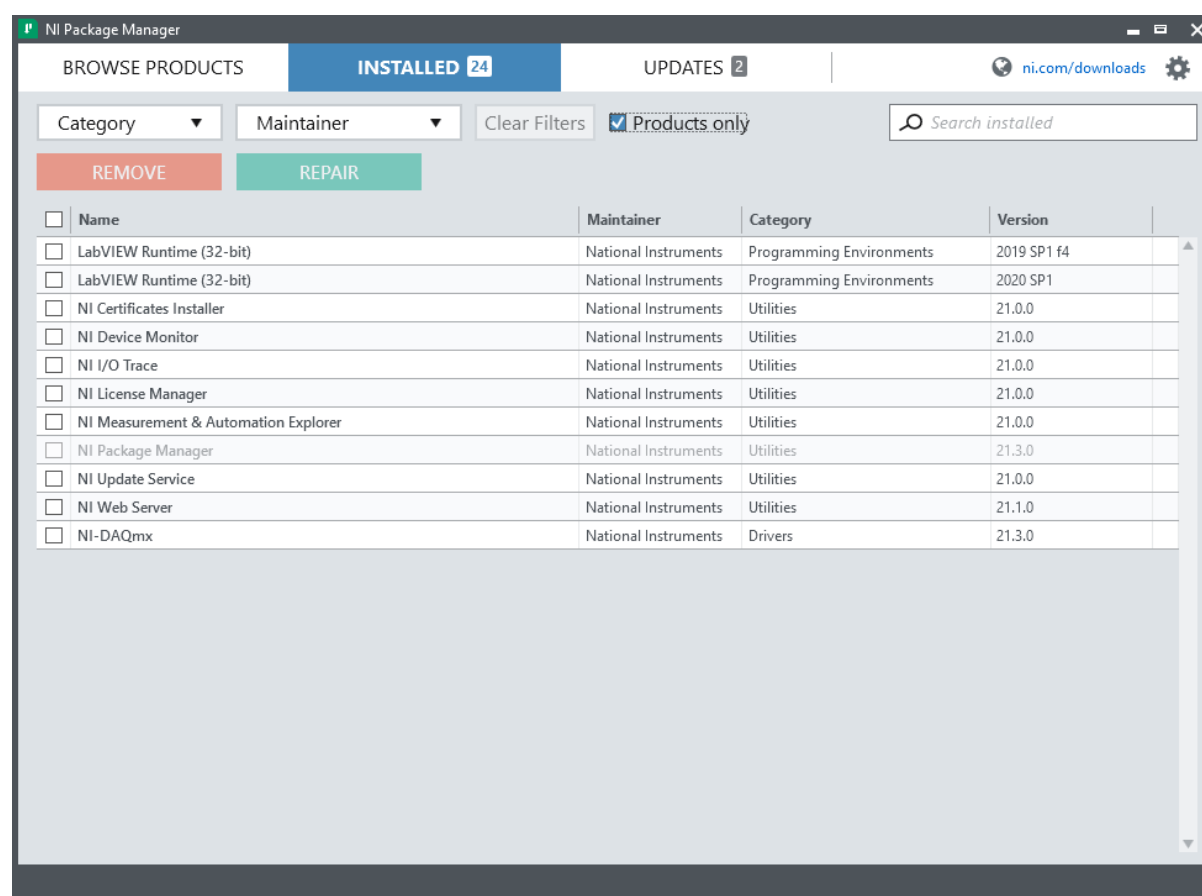 NI Package Manager
BROWSE PRODUCTS INSTALLED 24 UPDATES 2 ni.com/downloads
Category Maintainer Clear Filters Products only Search installed
REMOVE REPAIR
Name Maintainer Category Version
LabVIEW Runtime (32-bit) National Instruments Programming Environments 2019 SP1 f4
LabVIEW Runtime (32-bit) National Instruments Programming Environments 2020 SP1
NI Certificates Installer National Instruments Utilities 21.0.0
NI Device Monitor National Instruments Utilities 21.0.0
NI I/O Trace National Instruments Utilities 21.0.0
NI License Manager National Instruments Utilities 21.0.0
NI Measurement & Automation Explorer National Instruments Utilities 21.0.0
NI Package Manager National Instruments Utilities 21.3.0
NI Update Service National Instruments Utilities 21.0.0
NI Web Server National Instruments Utilities 21.1.0
NI-DAQmx National Instruments Drivers 21.3.0